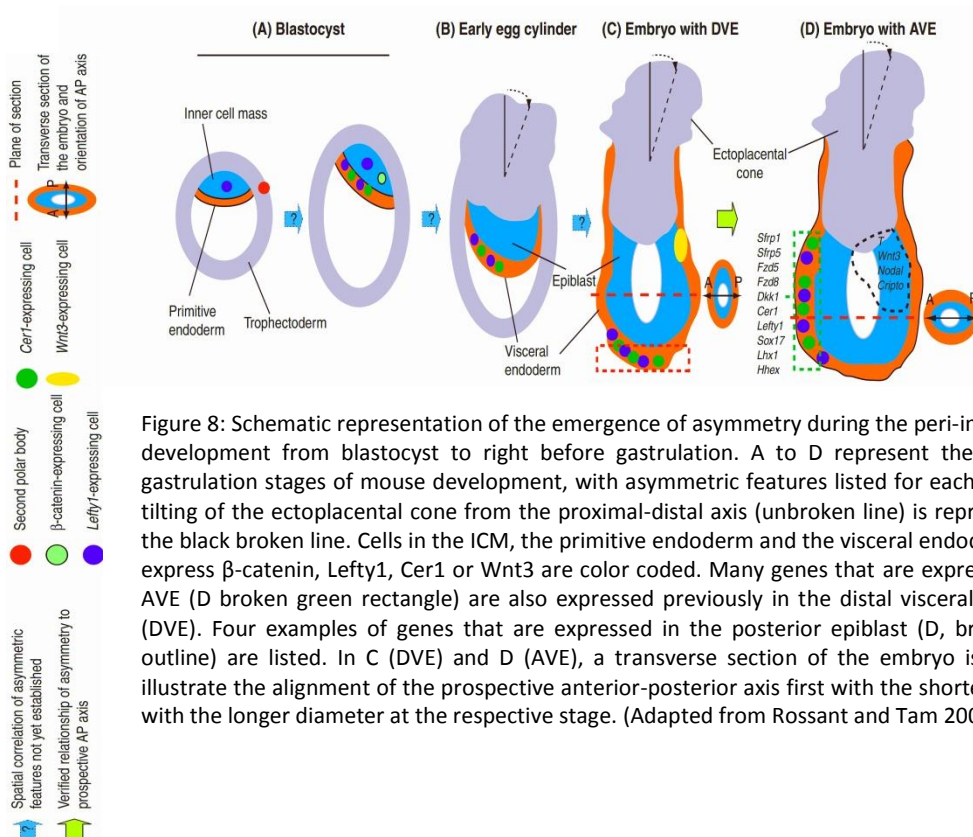 (A) Blastocyst
(B) Early egg cylinder
(C) Embryo with DVE
(D) Embryo with AVE
Inner cell mass
Primitive
endoderm
Trophectoderm
?
?
?
Epiblast
Visceral
endoderm
Ectoplacental
cone
A P
Sfrp1
Sfrp5
Fzd5
Fzd8
Dkk1
Cer1
Lefty1
Sox17
Lhx1
Hhex
T
Wnt3
Nodal
Cripto
A P
Plane of section
Transverse section of
the embryo and
orientation of AP axis
A P
Cer1-expressing cell
Wnt3-expressing cell
Second polar body
β-catenin-expressing cell
Lefty1-expressing cell
Spatial correlation of asymmetric
features not yet established
?
Verified relationship of asymmetry to
prospective AP axis
Figure 8: Schematic representation of the emergence of asymmetry during the peri-in
development from blastocyst to right before gastrulation. A to D represent the
gastrulation stages of mouse development, with asymmetric features listed for each
tilting of the ectoplacental cone from the proximal-distal axis (unbroken line) is repr
the black broken line. Cells in the ICM, the primitive endoderm and the visceral endod
express β-catenin, Lefty1, Cer1 or Wnt3 are color coded. Many genes that are expre
AVE (D broken green rectangle) are also expressed previously in the distal visceral
(DVE). Four examples of genes that are expressed in the posterior epiblast (D, br
outline) are listed. In C (DVE) and D (AVE), a transverse section of the embryo is
illustrate the alignment of the prospective anterior-posterior axis first with the shorte
with the longer diameter at the respective stage. (Adapted from Rossant and Tam 200